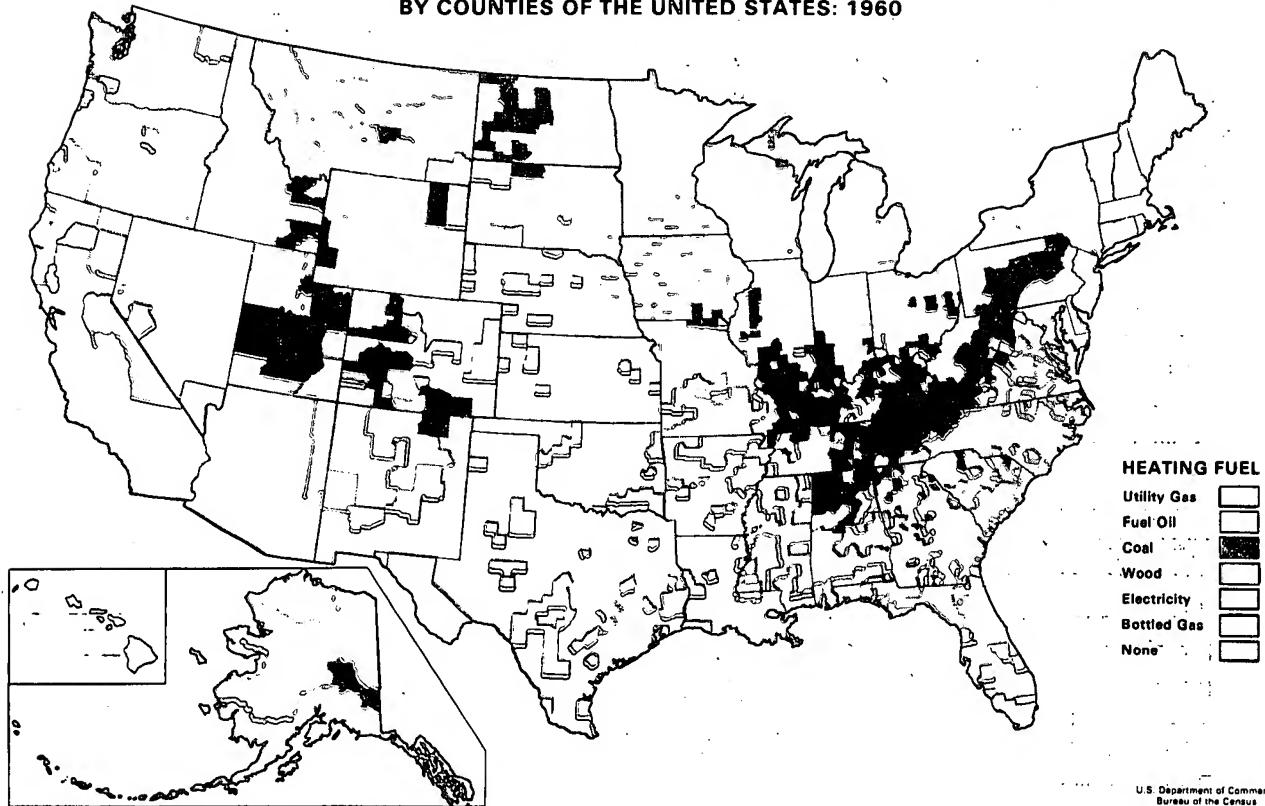 BY COUNTIES OF THE UNITED STATES: 1960
HEATING FUEL
Utility Gas
Fuel Oil
Coal
Wood
Electricity
Bottled Gas
None
U.S. Department of Commer
Bureau of the Census